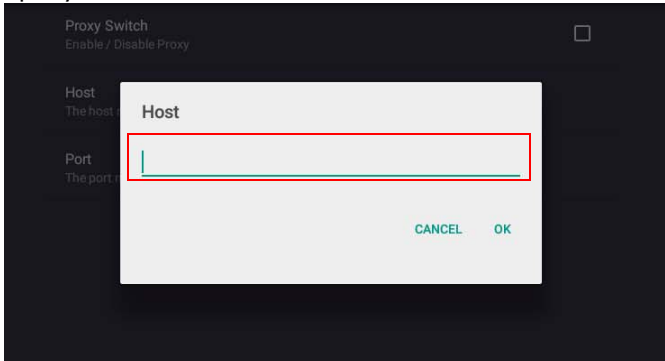 Proxy Switch
Enable / Disable Proxy
Host
The host
Host
Port
The port
CANCEL OK